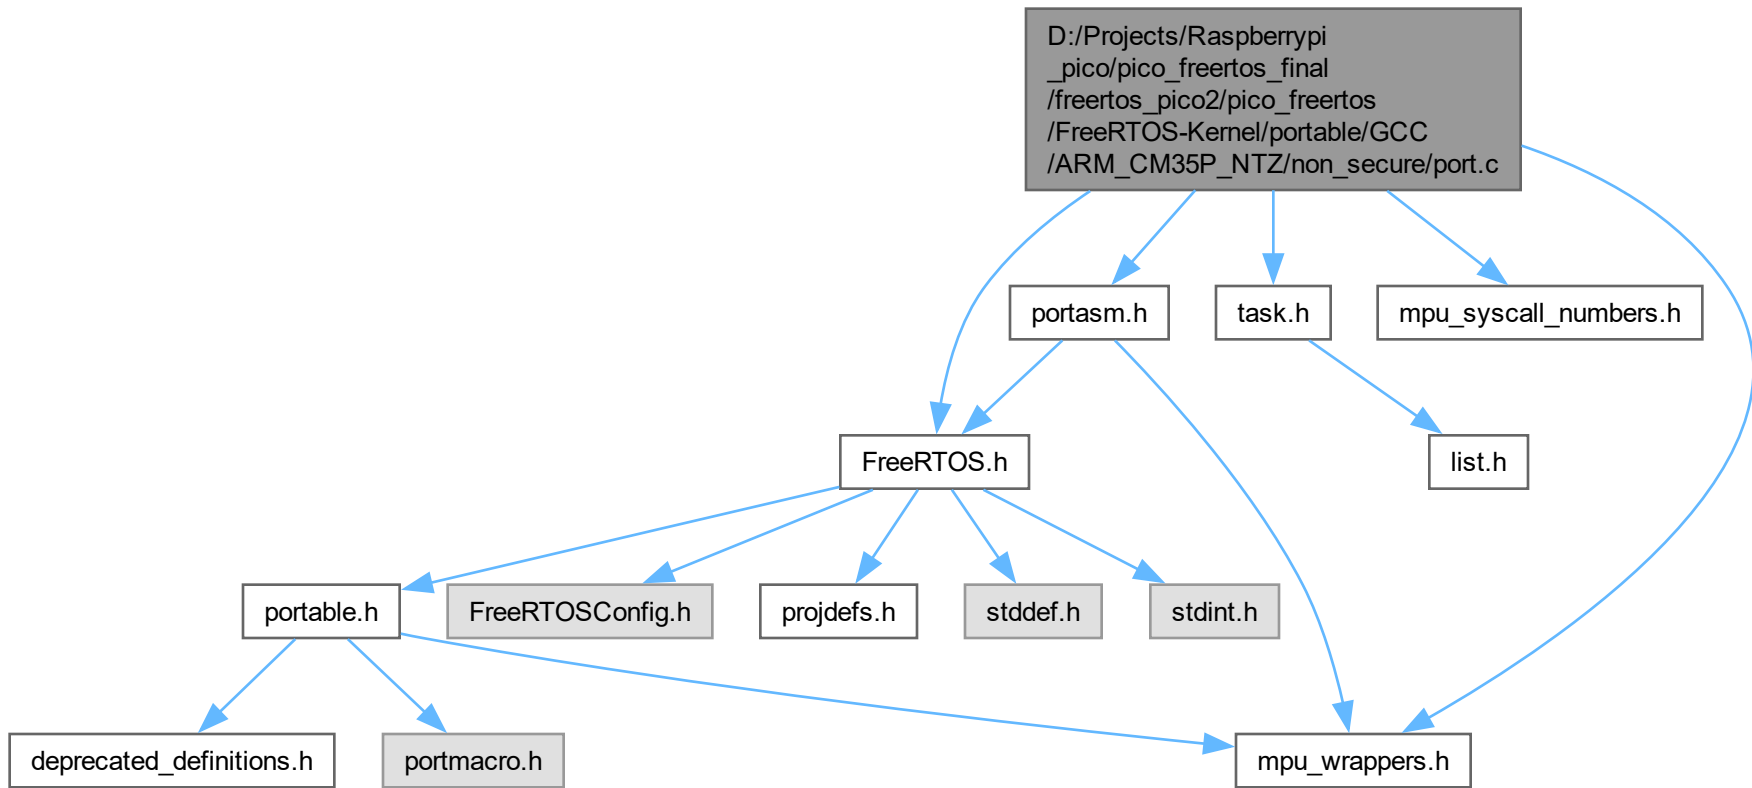 D:/Projects/Raspberrypi
_pico/pico_freertos_final
/freertos_pico2/pico_freertos
/FreeRTOS-Kernel/portable/GCC
/ARM_CM35P_NTZ/non_secure/port.c
portasm.h
task.h
mpu_syscall_numbers.h
FreeRTOS.h
list.h
portable.h
FreeRTOSConfig.h
projdefs.h
stddef.h
stdint.h
deprecated_definitions.h
portmacro.h
mpu_wrappers.h